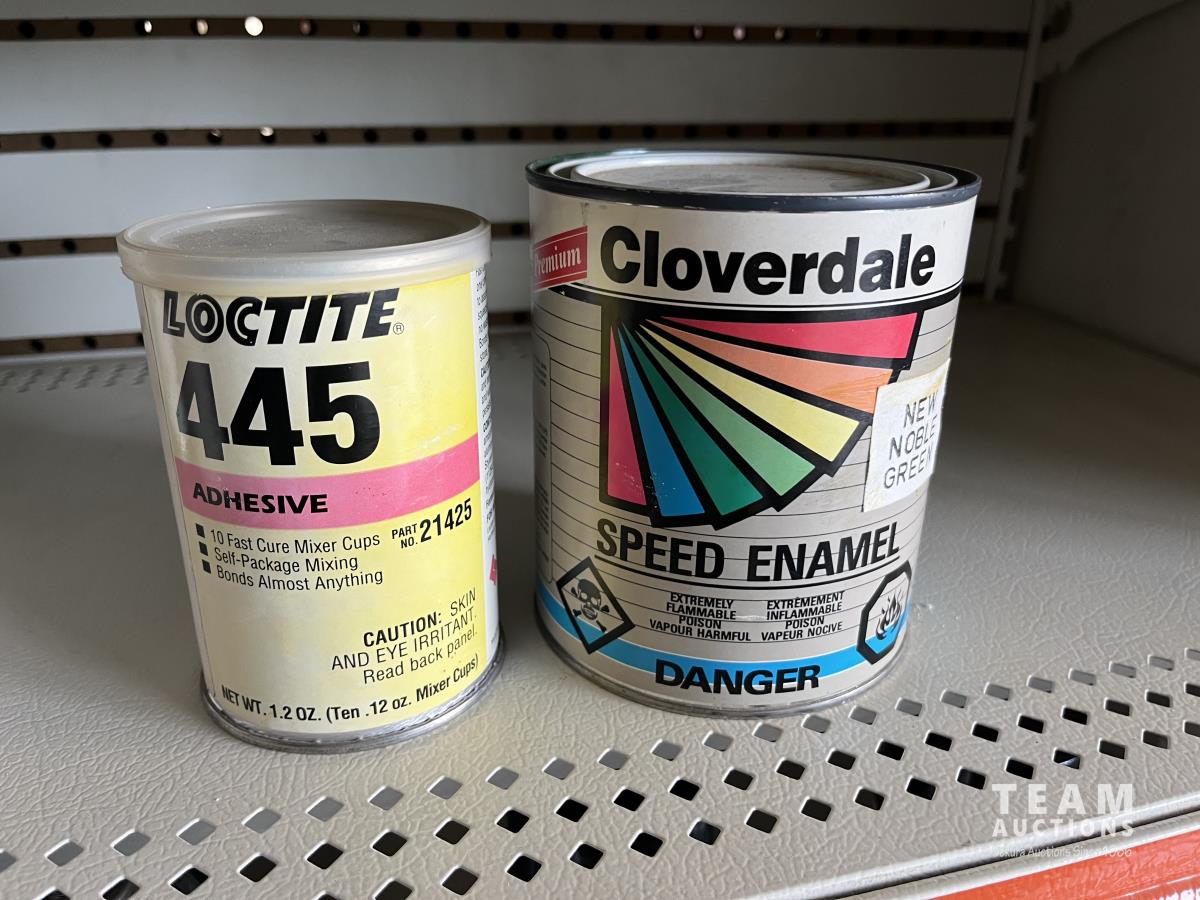 LOCTITE®
445
ADHESIVE
10 Fast Cure Mixer Cups
Self-Package Mixing
Bonds Almost Anything
PART NO. 21425
CAUTION: SKIN
AND EYE IRRITANT.
Read back panel.
NET WT. 1.2 OZ. (Ten .12 oz. Mixer Cups)
Premium
Cloverdale
NEW
NOBLE
GREEN
SPEED ENAMEL
EXTREMELY
FLAMMABLE
POISON
VAPOUR HARMFUL
EXTRÊMEMENT
INFLAMMABLE
POISON
VAPEUR NOCIVE
DANGER
TEAM
AUCTIONS